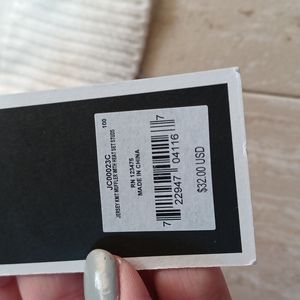 100
JC00023C
JERSEY KNIT MUFFLER WITH HEAT SET STUDS
RN 123475
MADE IN CHINA
7 22947 04116 7
$32.00 USD